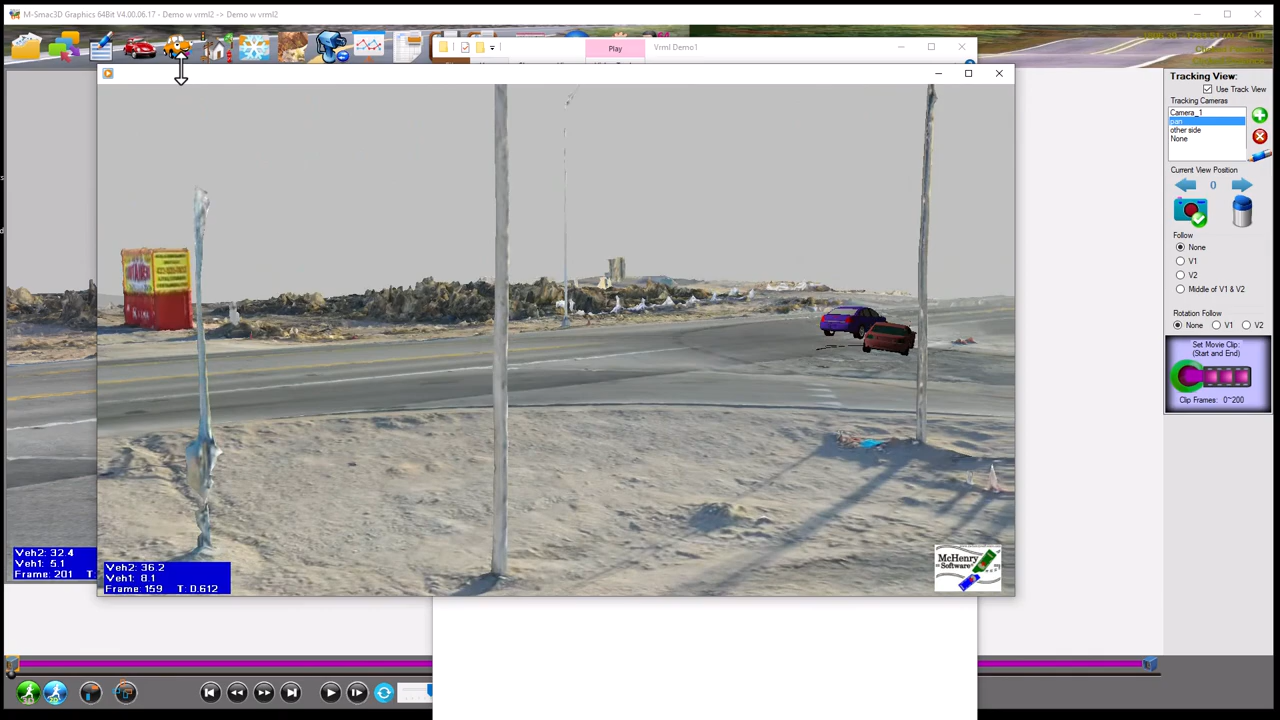 M-Smac3D Graphics 64Bit V4.00.06.17 - Demo w vrml2 -> Demo w vrml2
Play
Vrml Demo1
Tracking View:
Use Track View
Tracking Cameras
Camera_1
pan
other side
None
Current View Position
0
Follow
None
V1
V2
Middle of V1 & V2
Rotation Follow
None V1 V2
Set Movie Clip:
(Start and End)
Clip Frames: 0~200
Veh2: 32.4
Veh1: 5.1
Frame: 201 T:
Veh2: 36.2
Veh1: 8.1
Frame: 159 T: 0.612
McHenry
Software